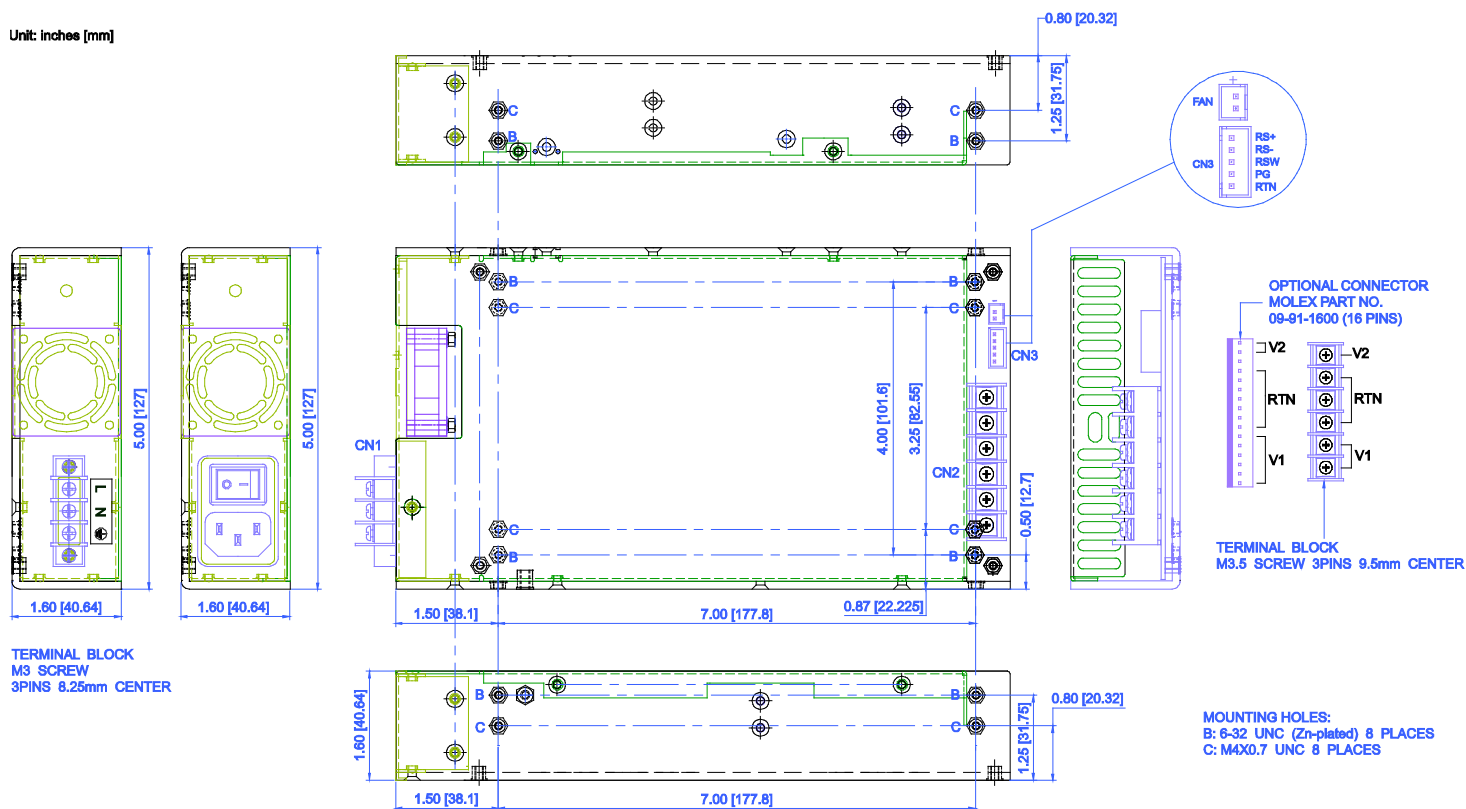 Unit: inches [mm]
0.80 [20.32]
1.25 [31.75]
C
B
C
B
FAN
+
CN3
RS+
RS-
RSW
PG
RTN
5.00 [127]
L N
1.60 [40.64]
TERMINAL BLOCK
M3 SCREW
3PINS 8.25mm CENTER
5.00 [127]
1.60 [40.64]
CN1
B
C
C
B
B
C
C
B
CN3
CN2
4.00 [101.6]
3.25 [82.55]
0.50 [12.7]
0.87 [22.225]
1.50 [38.1]
7.00 [177.8]
OPTIONAL CONNECTOR
MOLEX PART NO.
09-91-1600 (16 PINS)
V2
RTN
V1
V2
RTN
V1
TERMINAL BLOCK
M3.5 SCREW 3PINS 9.5mm CENTER
1.60 [40.64]
B
C
B
C
1.25 [31.75]
0.80 [20.32]
1.50 [38.1]
7.00 [177.8]
MOUNTING HOLES:
B: 6-32 UNC (Zn-plated) 8 PLACES
C: M4X0.7 UNC 8 PLACES